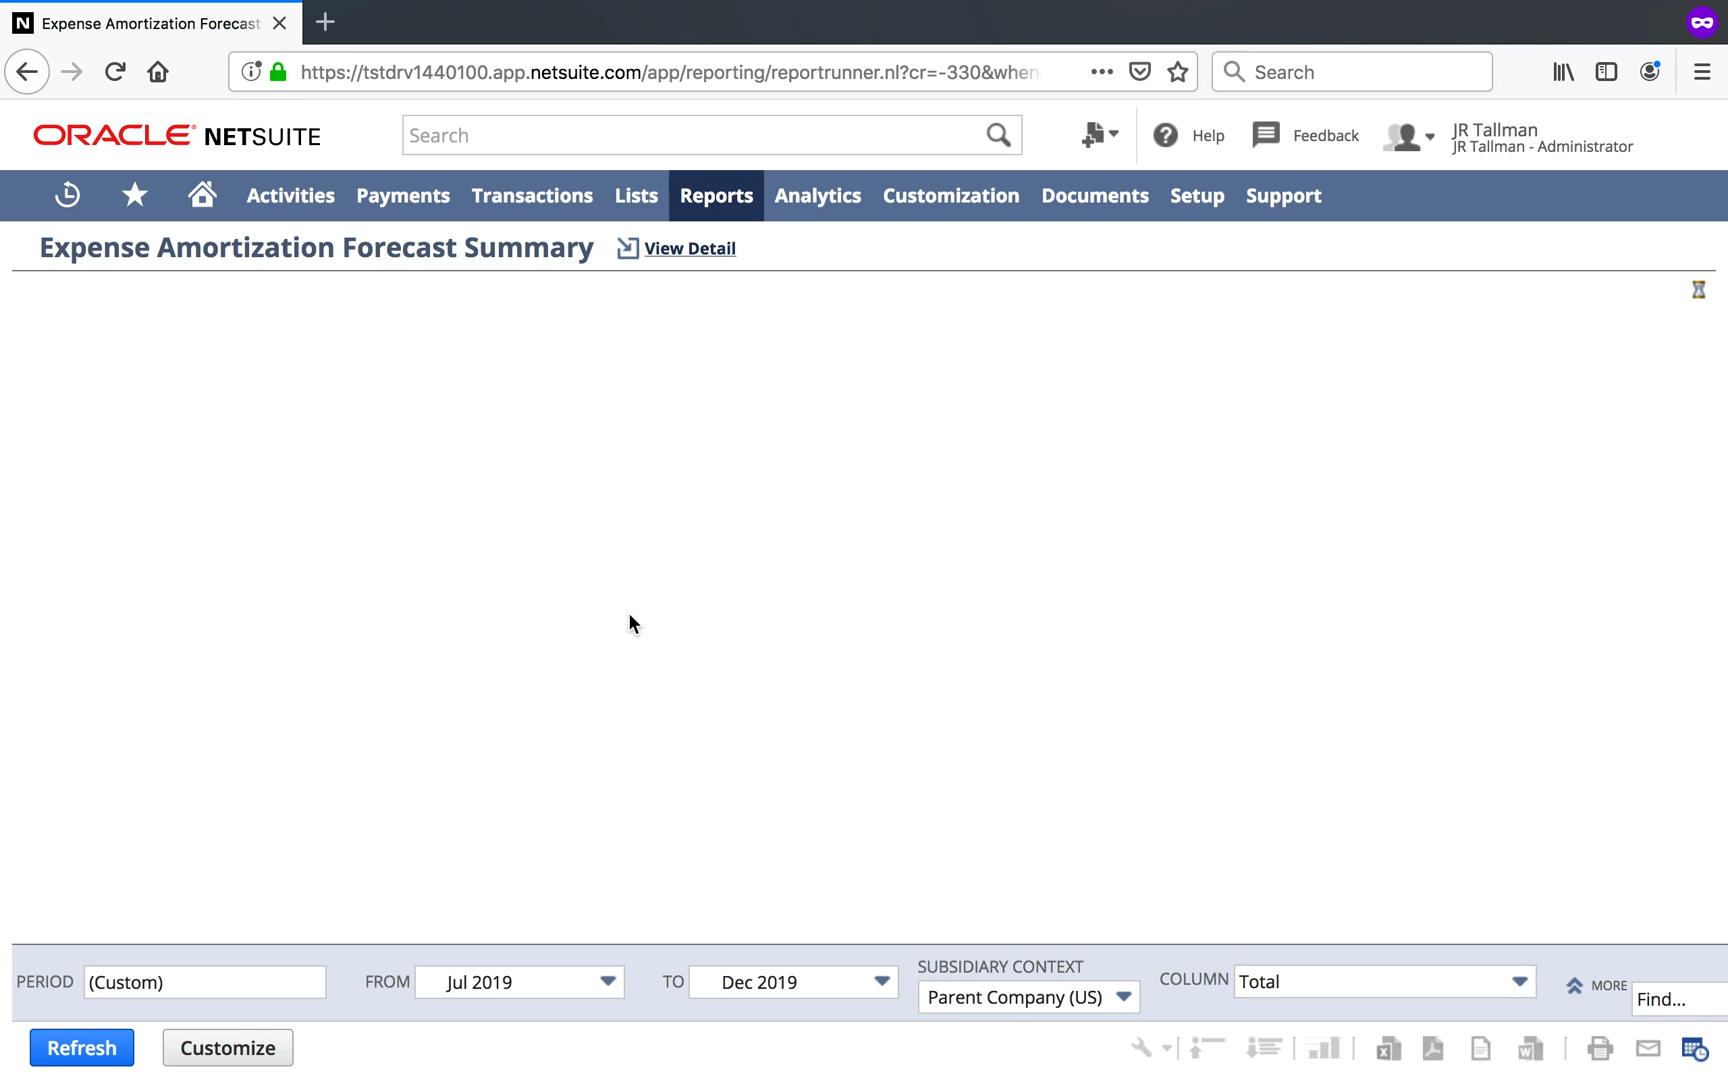 N Expense Amortization Forecast
https://tstdrv1440100.app.netsuite.com/app/reporting/reportrunner.nl?cr=-330&when
Search
ORACLE NETSUITE
Search
Help
Feedback
JR Tallman
JR Tallman - Administrator
Activities Payments Transactions Lists Reports Analytics Customization Documents Setup Support
Expense Amortization Forecast Summary View Detail
PERIOD (Custom)
FROM Jul 2019
TO Dec 2019
SUBSIDIARY CONTEXT
Parent Company (US)
COLUMN Total
MORE
Find...
Refresh Customize